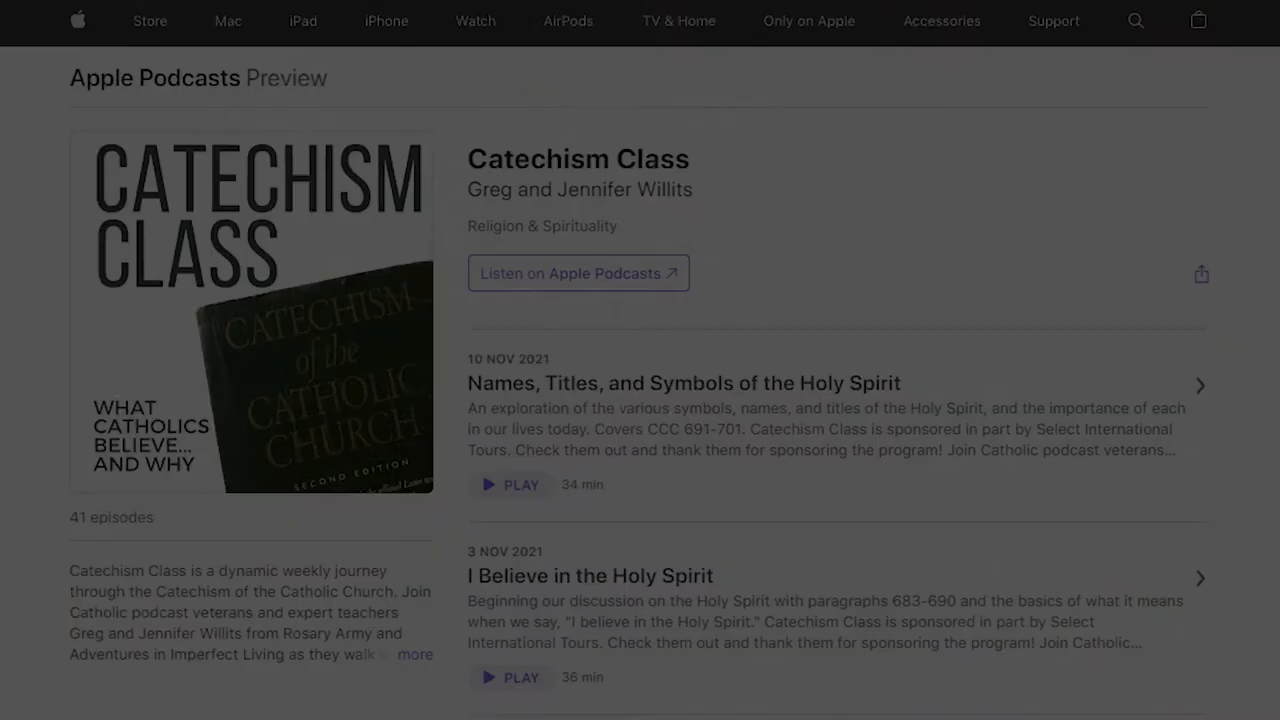 Store Mac iPad iPhone Watch AirPods TV & Home Only on Apple Accessories Support
Apple Podcasts Preview
CATECHISM
CLASS
CATECHISM
of the
CATHOLIC
CHURCH
SECOND EDITION
WHAT
CATHOLICS
BELIEVE...
AND WHY
41 episodes
Catechism Class is a dynamic weekly journey
through the Catechism of the Catholic Church. Join
Catholic podcast veterans and expert teachers
Greg and Jennifer Willits from Rosary Army and
Adventures in Imperfect Living as they walk more
Catechism Class
Greg and Jennifer Willits
Religion & Spirituality
Listen on Apple Podcasts ↗
10 NOV 2021
Names, Titles, and Symbols of the Holy Spirit
An exploration of the various symbols, names, and titles of the Holy Spirit, and the importance of each
in our lives today. Covers CCC 691-701. Catechism Class is sponsored in part by Select International
Tours. Check them out and thank them for sponsoring the program! Join Catholic podcast veterans...
PLAY 34 min
3 NOV 2021
I Believe in the Holy Spirit
Beginning our discussion on the Holy Spirit with paragraphs 683-690 and the basics of what it means
when we say, “I believe in the Holy Spirit.” Catechism Class is sponsored in part by Select
International Tours. Check them out and thank them for sponsoring the program! Join Catholic...
PLAY 36 min